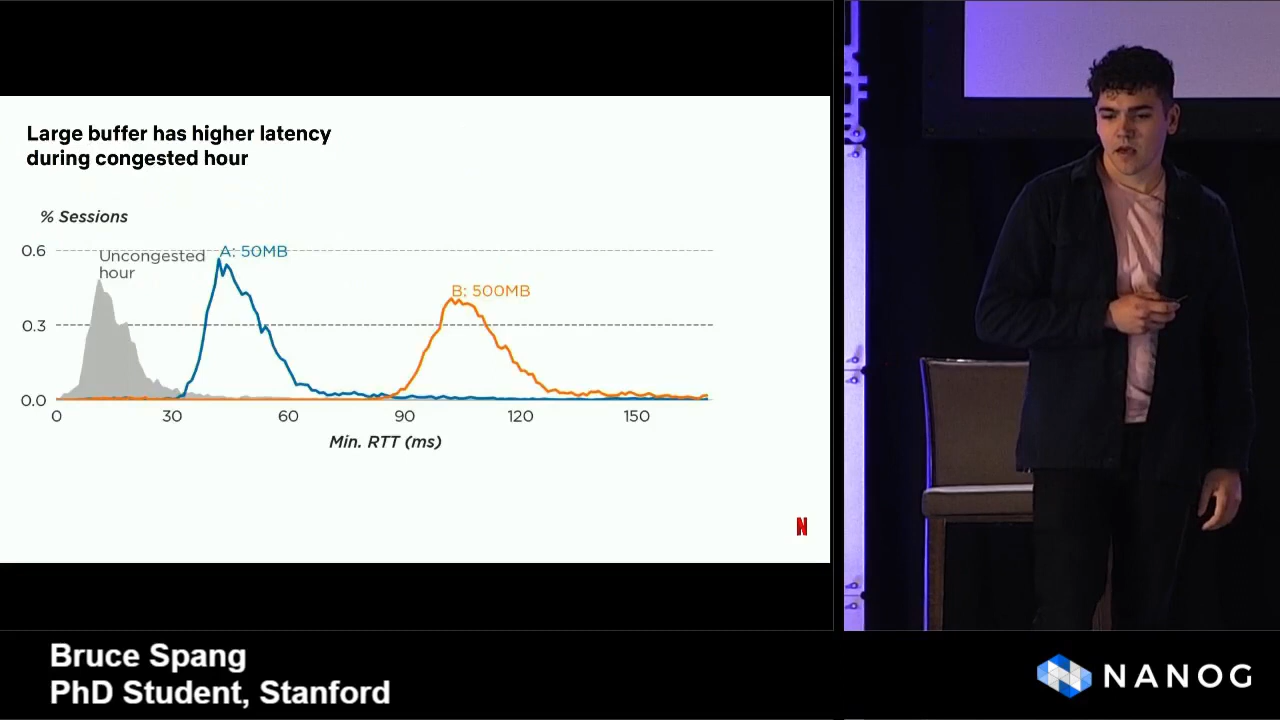 Large buffer has higher latency
during congested hour
% Sessions
0.6
Uncongested
hour
A: 50MB
B: 500MB
0.3
0.0
0
30
60
90
120
150
Min. RTT (ms)
N
Bruce Spang
PhD Student, Stanford
NANOG